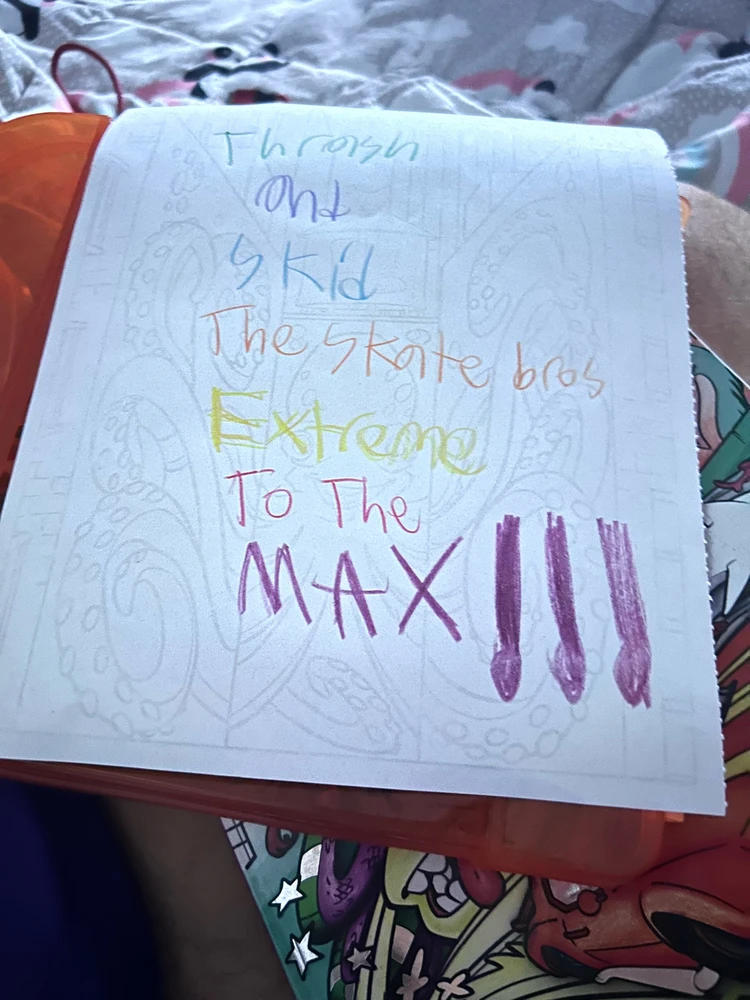 Thrash
And
Skid
The Skate bros
Extreme
To The
MAX!!!